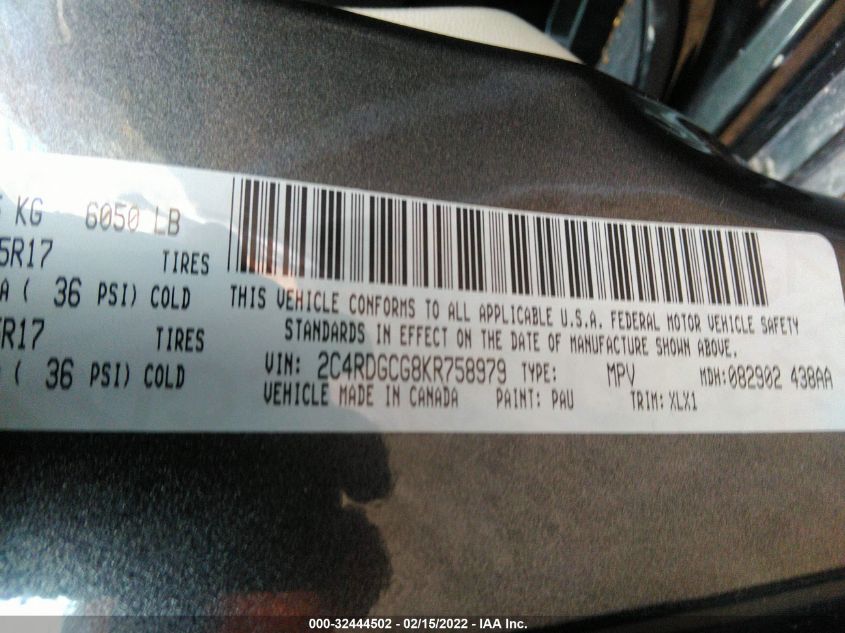 KG 6050 LB
5R17 TIRES
A ( 36 PSI) COLD
R17 TIRES
( 36 PSI) COLD
THIS VEHICLE CONFORMS TO ALL APPLICABLE U.S.A. FEDERAL MOTOR VEHICLE SAFETY
STANDARDS IN EFFECT ON THE DATE OF MANUFACTURE SHOWN ABOVE.
VIN: 2C4RDGCG8KR758979 TYPE: MPV MDH:082902 438AA
VEHICLE MADE IN CANADA PAINT: PAU TRIM: XLX1
000-32444502 - 02/15/2022 - IAA Inc.